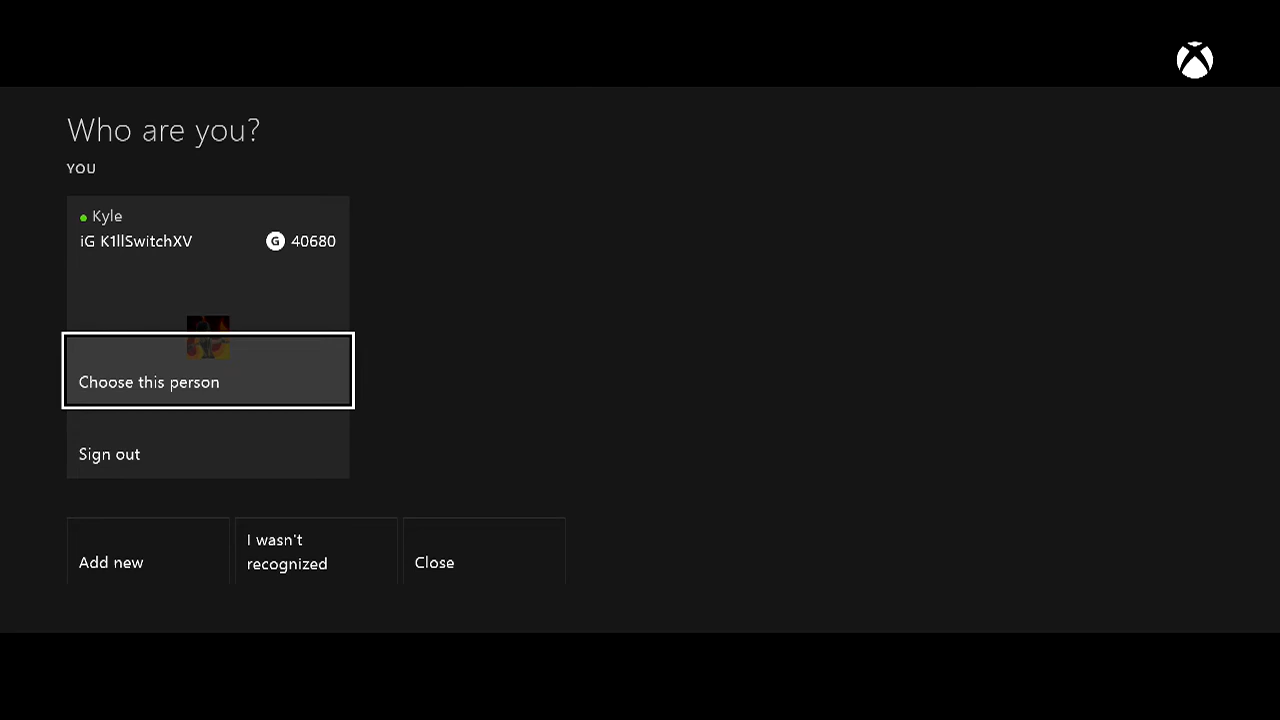 Who are you?
YOU
Kyle
iG K1llSwitchXV G 40680
Choose this person
Sign out
Add new
I wasn't
recognized
Close